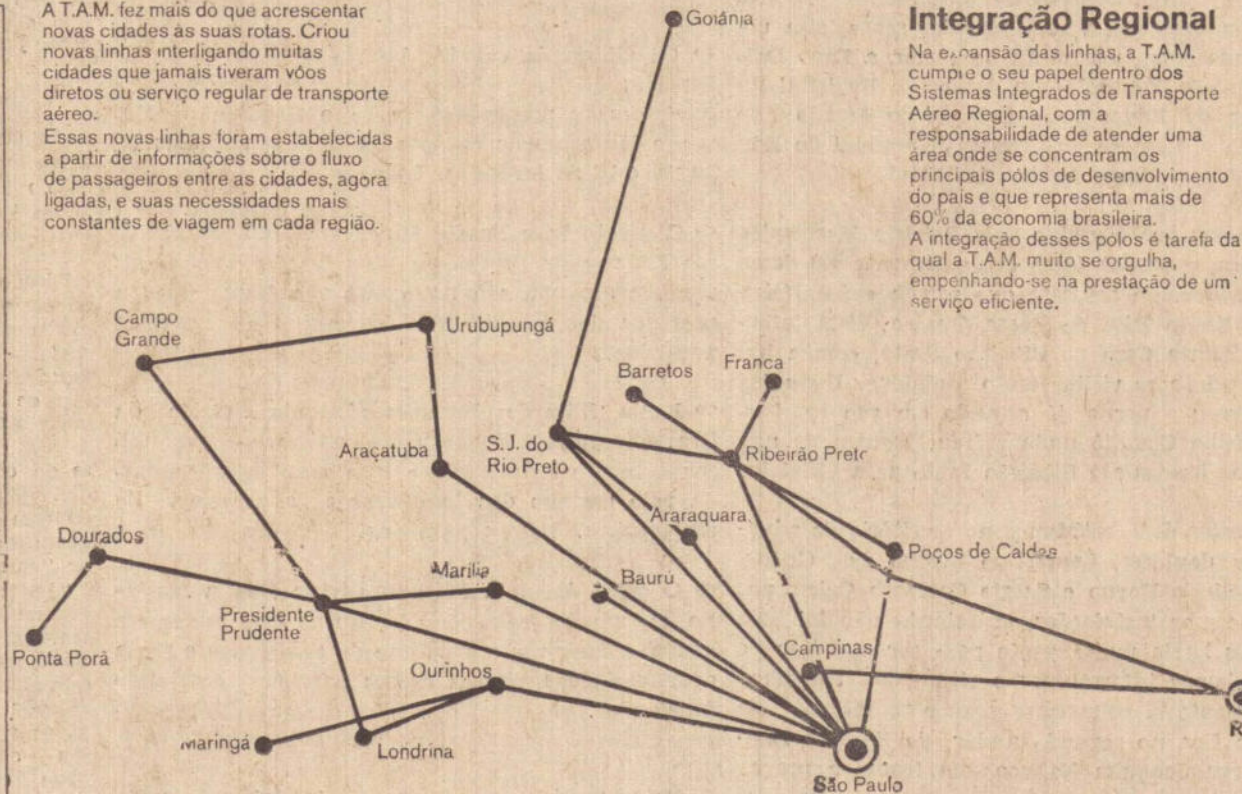 A T.A.M. fez mais do que acrescentar
novas cidades às suas rotas. Criou
novas linhas interligando muitas
cidades que jamais tiveram vôos
diretos ou serviço regular de transporte
aéreo.
Essas novas linhas foram estabelecidas
a partir de informações sobre o fluxo
de passageiros entre as cidades, agora
ligadas, e suas necessidades mais
constantes de viagem em cada região.
Integração Regional
Na expansão das linhas, a T.A.M.
cumpre o seu papel dentro dos
Sistemas Integrados de Transporte
Aéreo Regional, com a
responsabilidade de atender uma
área onde se concentram os
principais pólos de desenvolvimento
do país e que representa mais de
60% da economia brasileira.
A integração desses pólos é tarefa da
qual a T.A.M. muito se orgulha,
empenhando-se na prestação de um
serviço eficiente.
Goiânia
Campo
Grande
Urubupungá
Barretos
Franca
Araçatuba
S.J. do
Rio Preto
Ribeirão Preto
Araraquara
Dourados
Poços de Caldas
Marília
Bauru
Presidente
Prudente
Ponta Porã
Campinas
Ourinhos
Maringá
Londrina
R
São Paulo